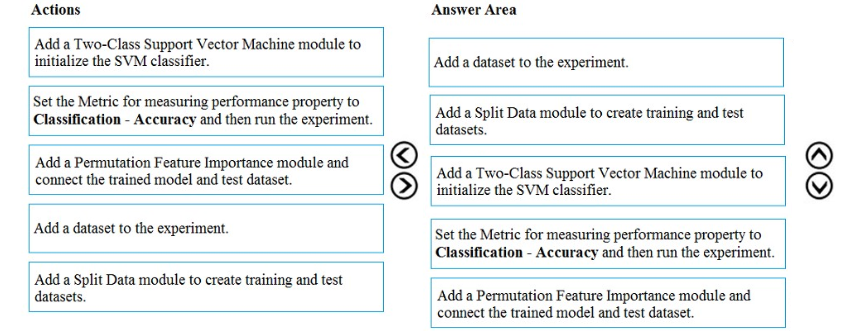 Actions
Add a Two-Class Support Vector Machine module to
initialize the SVM classifier.
Set the Metric for measuring performance property to
Classification - Accuracy and then run the experiment.
Add a Permutation Feature Importance module and
connect the trained model and test dataset.
Add a dataset to the experiment.
Add a Split Data module to create training and test
datasets.
Answer Area
Add a dataset to the experiment.
Add a Split Data module to create training and test
datasets.
Add a Two-Class Support Vector Machine module to
initialize the SVM classifier.
Set the Metric for measuring performance property to
Classification - Accuracy and then run the experiment.
Add a Permutation Feature Importance module and
connect the trained model and test dataset.